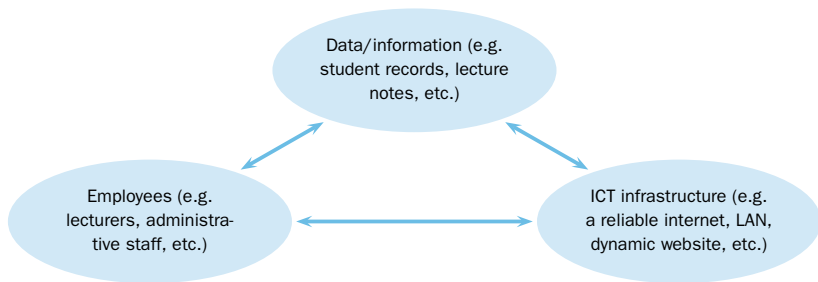 Data/information (e.g.
student records, lecture
notes, etc.)
Employees (e.g.
lecturers, administra-
tive staff, etc.)
ICT infrastructure (e.g.
a reliable internet, LAN,
dynamic website, etc.)